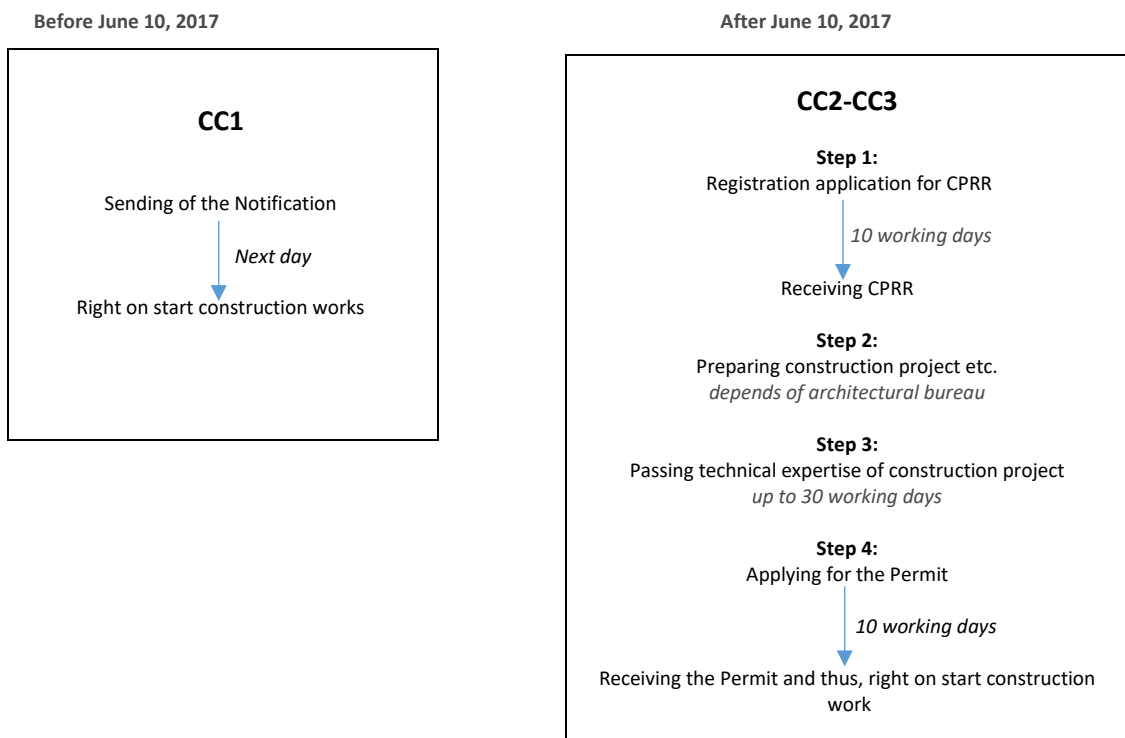 Before June 10, 2017
CC1
Sending of the Notification
Next day
Right on start construction works
After June 10, 2017
CC2-CC3
Step 1:
Registration application for CPRR
10 working days
Receiving CPRR
Step 2:
Preparing construction project etc.
depends of architectural bureau
Step 3:
Passing technical expertise of construction project
up to 30 working days
Step 4:
Applying for the Permit
10 working days
Receiving the Permit and thus, right on start construction
work